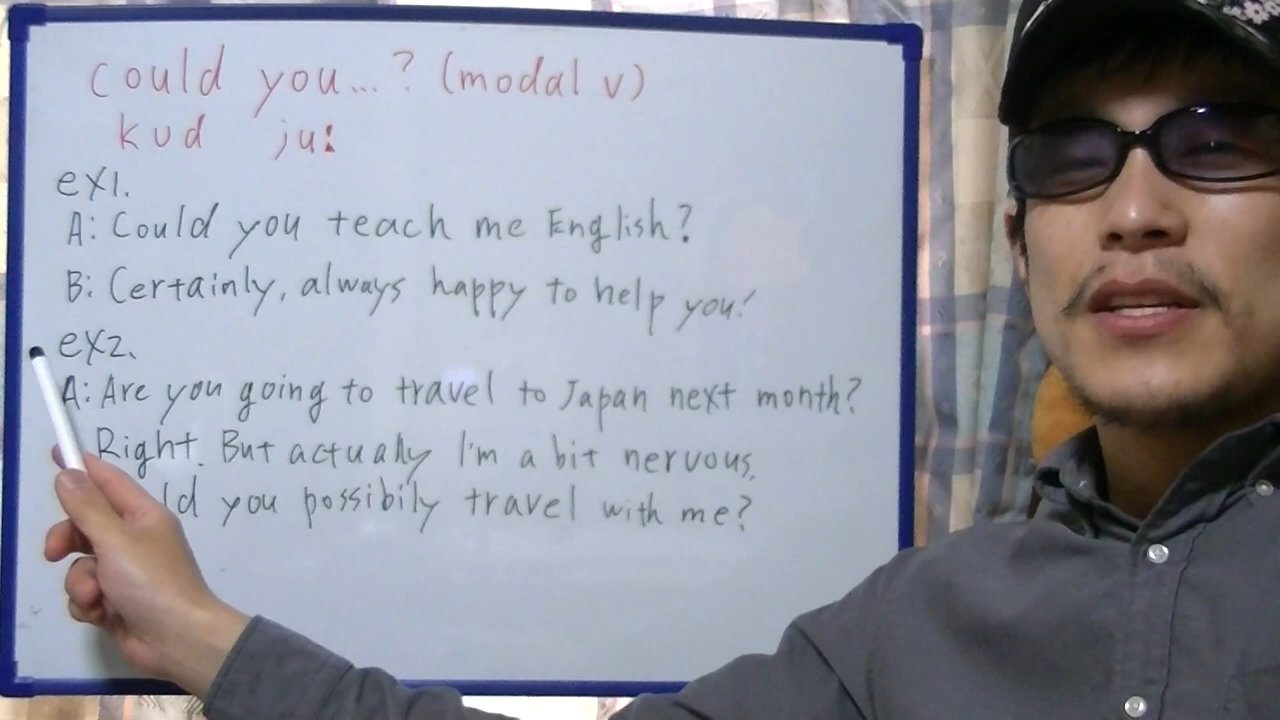 Could you...? (modal v)
kud ju:
ex1.
A: Could you teach me English?
B: Certainly, always happy to help you!
ex2.
A: Are you going to travel to Japan next month?
Right. But actually I'm a bit nervous.
you possibily travel with me?